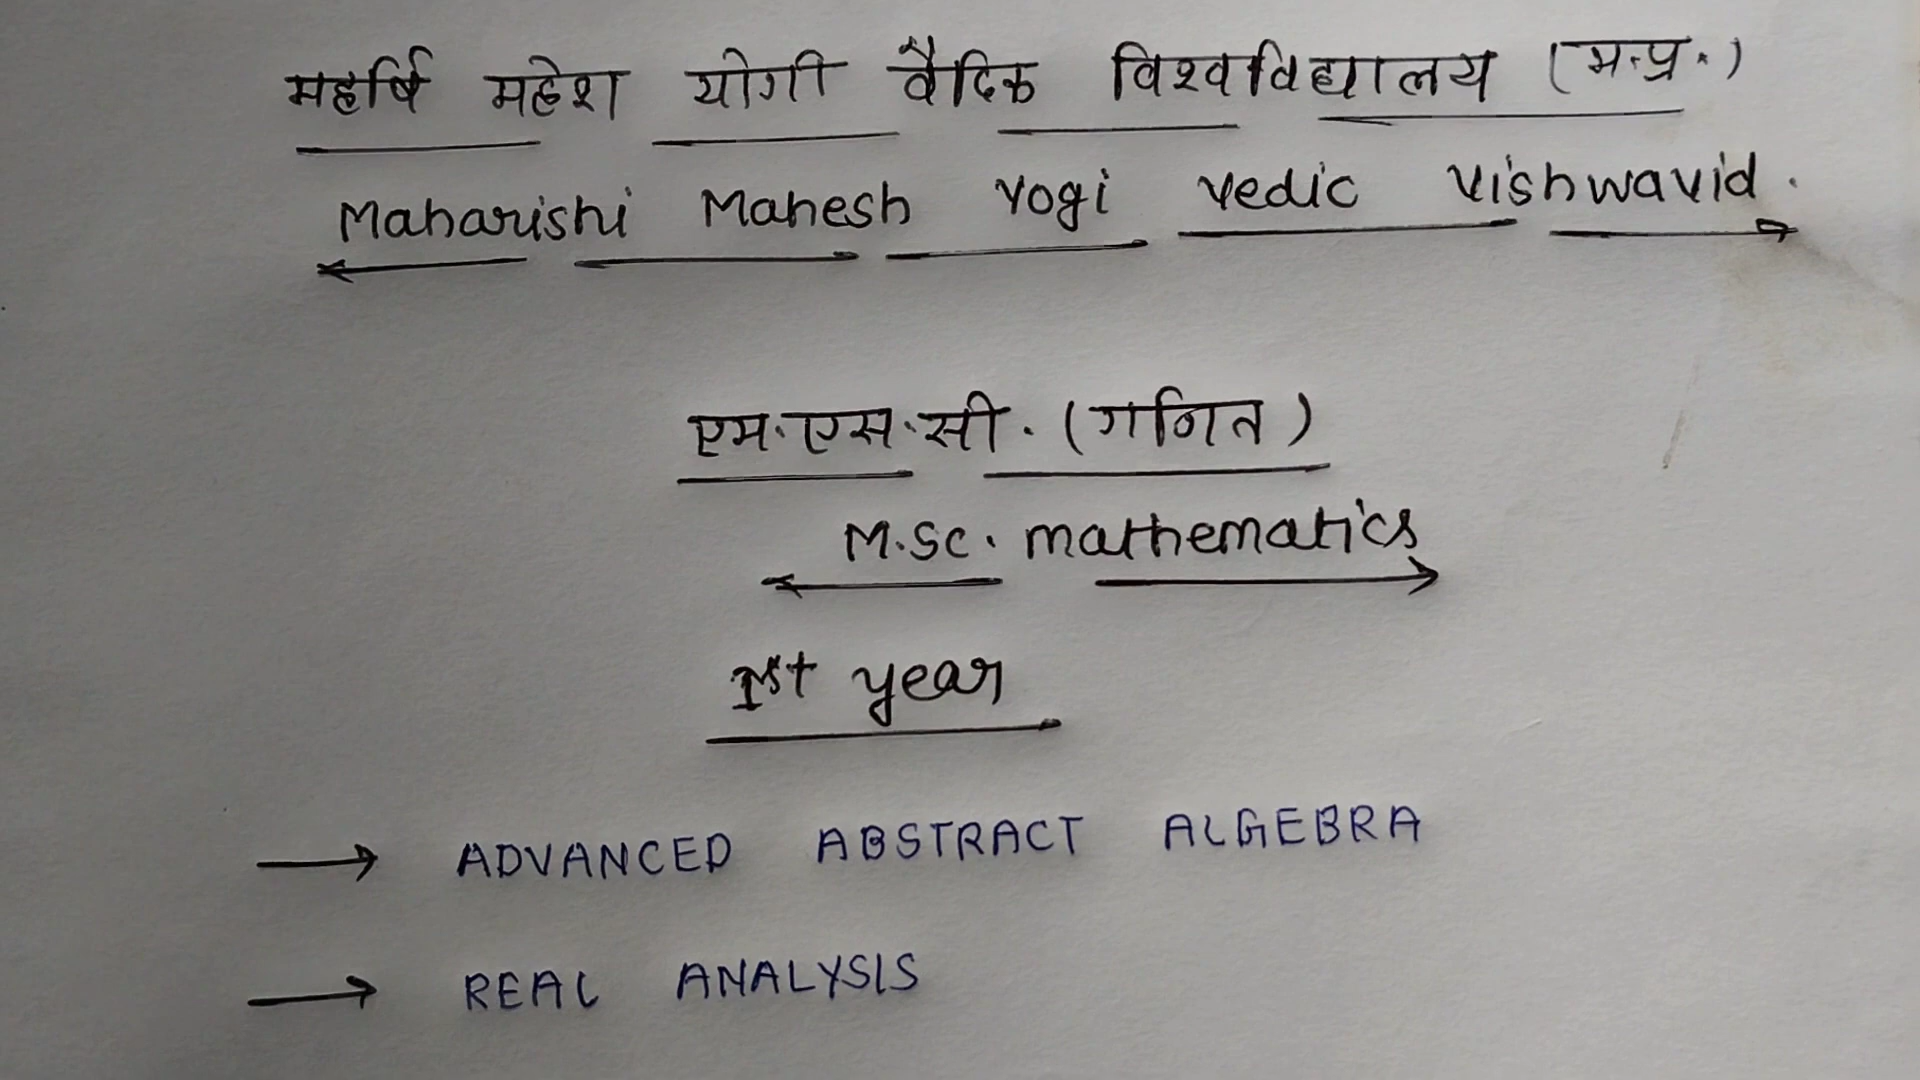 महर्षि महेश योगी वैदिक विश्वविद्यालय (म.प्र.)
Maharishi Mahesh Yogi Vedic Vishwavid.
एम.एस.सी. (गणित)
M.Sc. mathematics
1st year
→ ADVANCED ABSTRACT ALGEBRA
→ REAL ANALYSIS